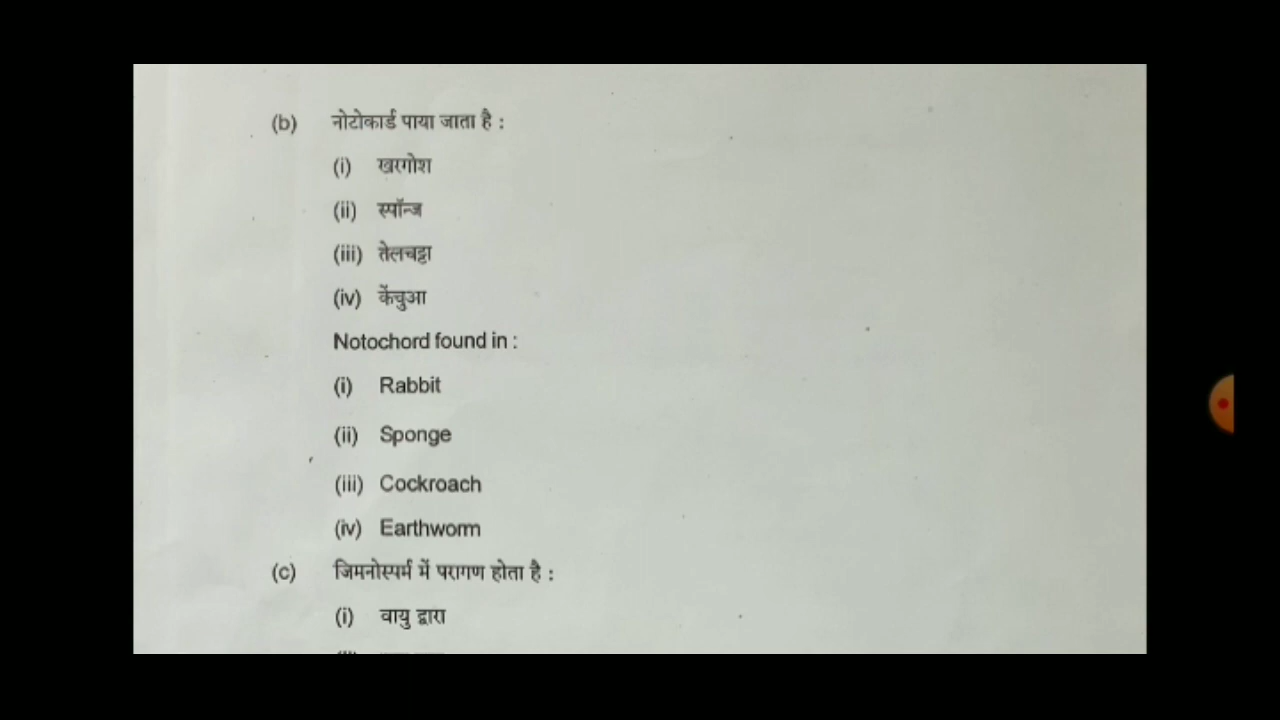 (b) नोटोकार्ड पाया जाता है :
(i) खरगोश
(ii) स्पॉन्ज
(iii) तेलचट्टा
(iv) केंचुआ
Notochord found in :
(i) Rabbit
(ii) Sponge
(iii) Cockroach
(iv) Earthworm
(c) जिमनोस्पर्म में परागण होता है :
(i) वायु द्वारा